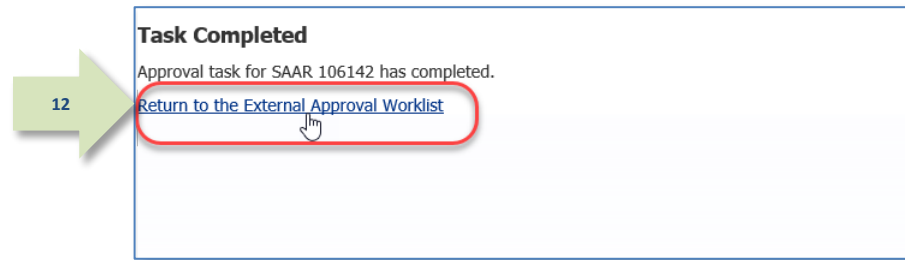 Task Completed
Approval task for SAAR 106142 has completed.
12
Return to the External Approval Worklist